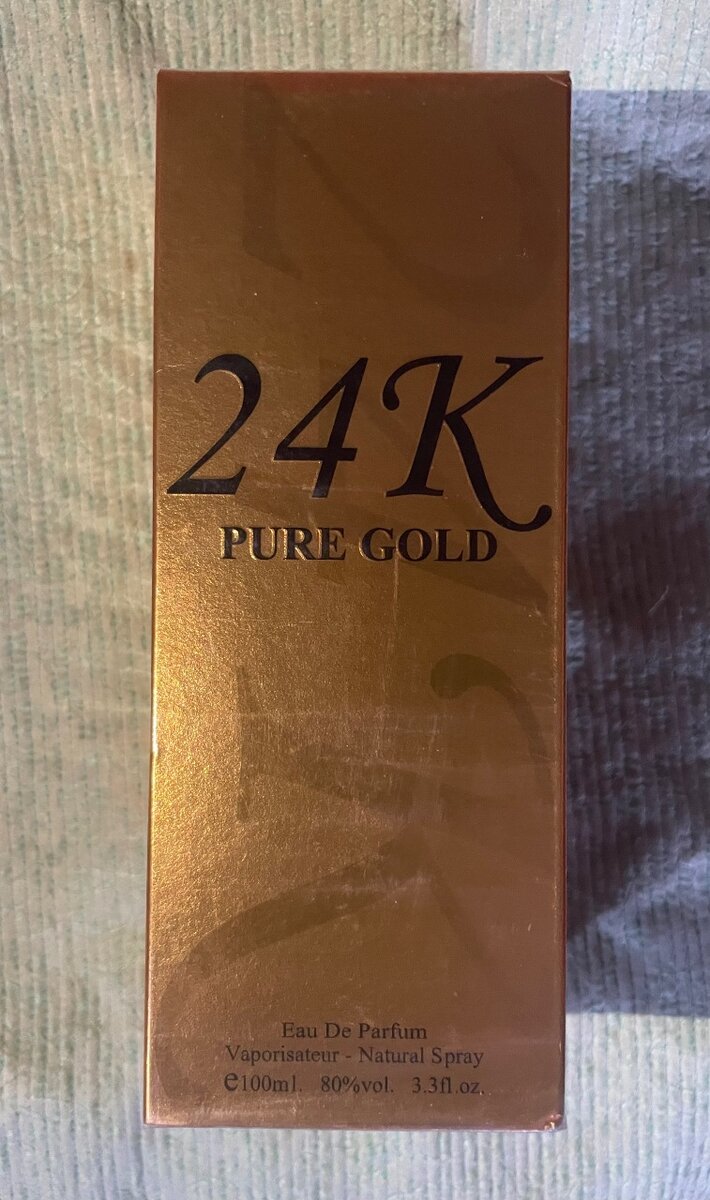 24K
PURE GOLD
Eau De Parfum
Vaporisateur - Natural Spray
℮100ml. 80%vol. 3.3fl.oz.